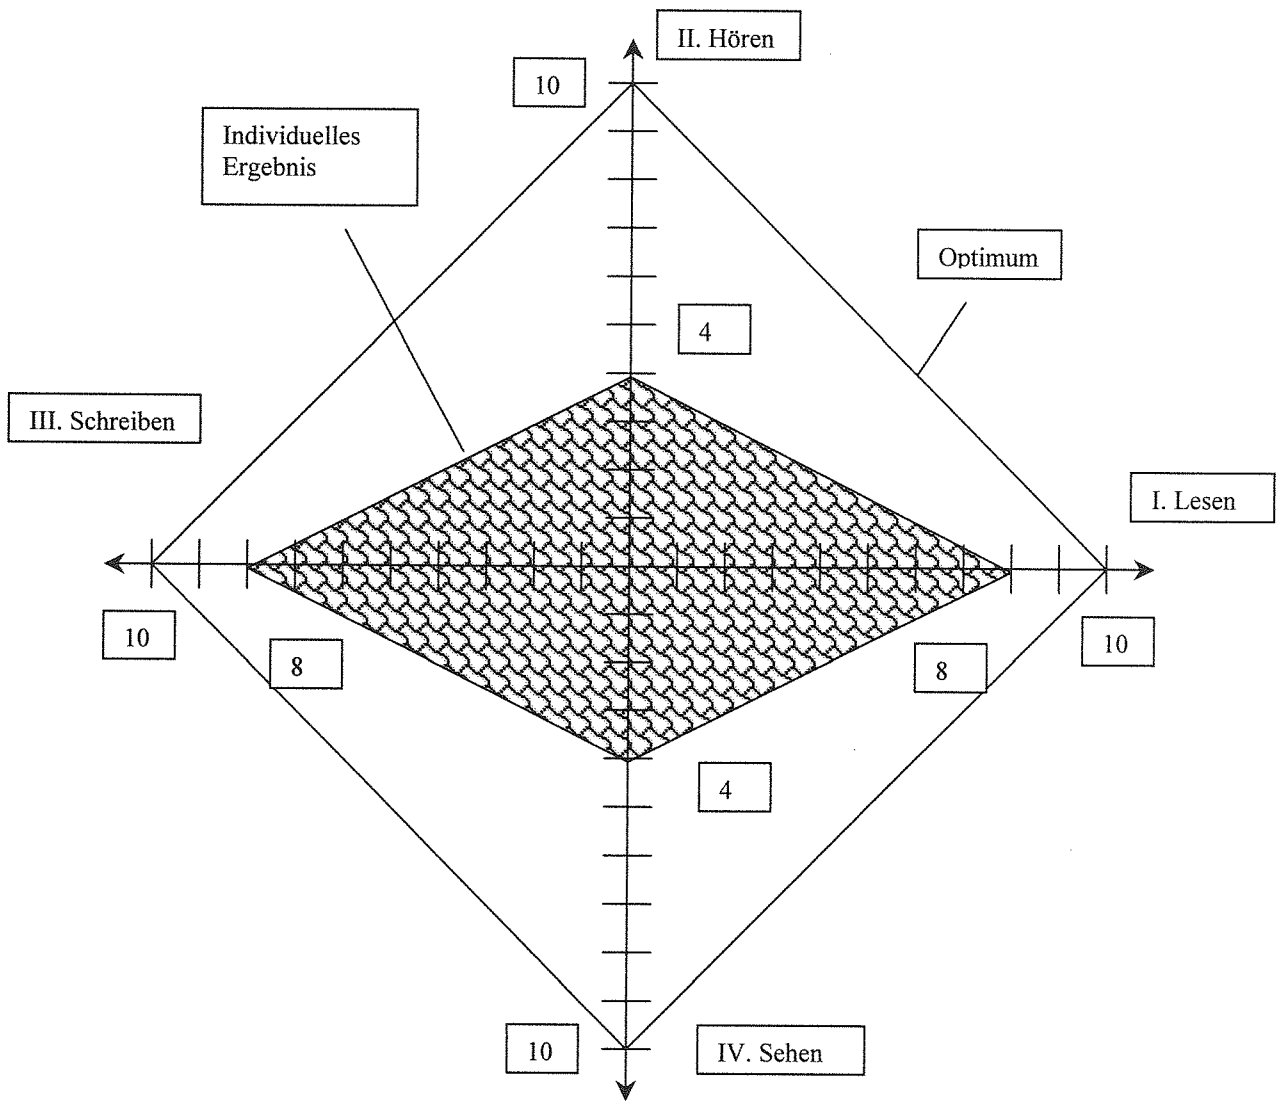 II. Hören
10
Individuelles
Ergebnis
Optimum
4
III. Schreiben
I. Lesen
10
8
8
10
4
10
IV. Sehen